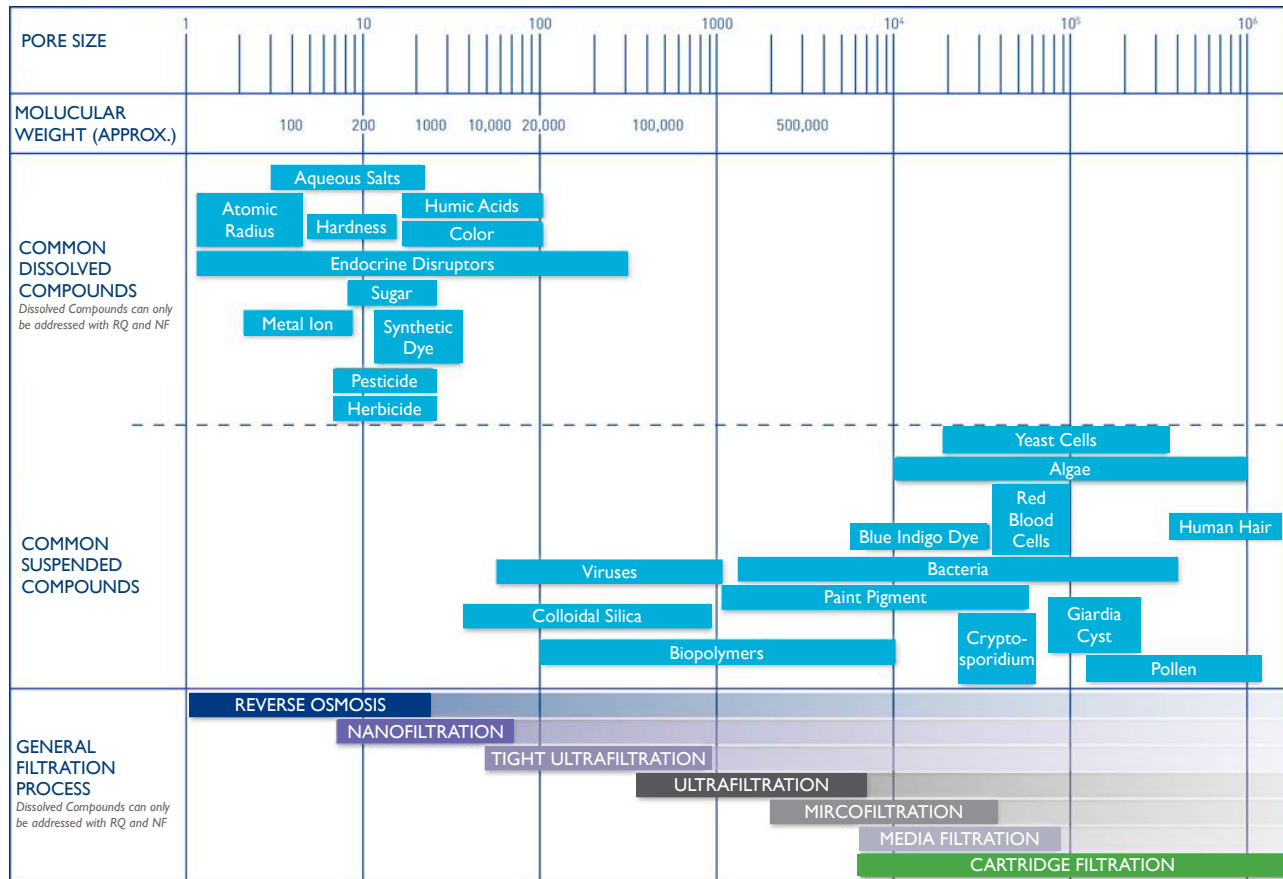 PORE SIZE
1 10 100 1000 10⁴ 10⁵ 10⁶
MOLUCULAR
WEIGHT (APPROX.)
100 200 1000 10,000 20,000 100,000 500,000
COMMON
DISSOLVED
COMPOUNDS
Dissolved Compounds can only
be addressed with RQ and NF
Aqueous Salts
Atomic
Radius
Hardness
Humic Acids
Color
Endocrine Disruptors
Sugar
Metal Ion
Synthetic
Dye
Pesticide
Herbicide
COMMON
SUSPENDED
COMPOUNDS
Yeast Cells
Algae
Red
Blood
Cells
Human Hair
Blue Indigo Dye
Viruses
Bacteria
Paint Pigment
Colloidal Silica
Giardia
Cyst
Crypto-
sporidium
Biopolymers
Pollen
GENERAL
FILTRATION
PROCESS
Dissolved Compounds can only
be addressed with RQ and NF
REVERSE OSMOSIS
NANOFILTRATION
TIGHT ULTRAFILTRATION
ULTRAFILTRATION
MIRCOFILTRATION
MEDIA FILTRATION
CARTRIDGE FILTRATION